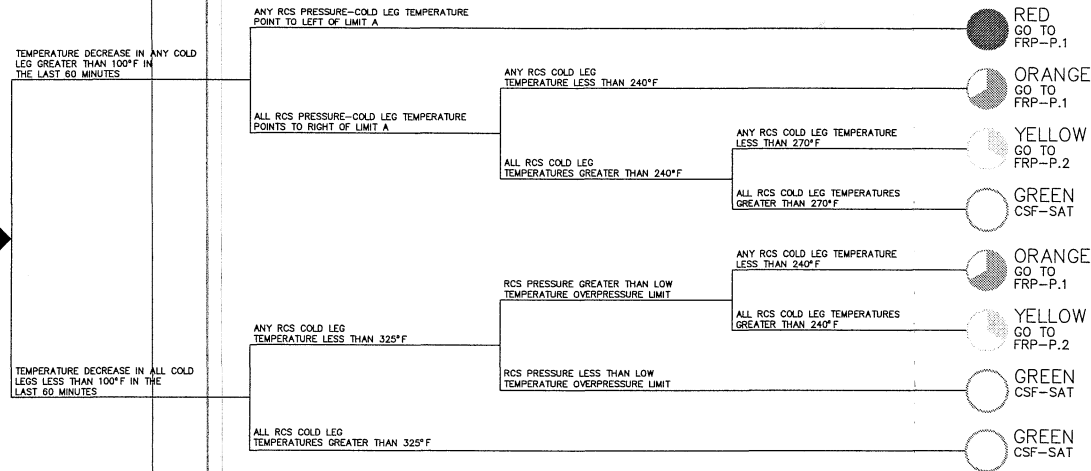 ANY RCS PRESSURE-COLD LEG TEMPERATURE
POINT TO LEFT OF LIMIT A
RED
GO TO
FRP-P.1
TEMPERATURE DECREASE IN ANY COLD
LEG GREATER THAN 100°F IN
THE LAST 60 MINUTES
ANY RCS COLD LEG
TEMPERATURE LESS THAN 240°F
ORANGE
GO TO
FRP-P.1
ALL RCS PRESSURE-COLD LEG TEMPERATURE
POINTS TO RIGHT OF LIMIT A
ANY RCS COLD LEG TEMPERATURE
LESS THAN 270°F
YELLOW
GO TO
FRP-P.2
ALL RCS COLD LEG
TEMPERATURES GREATER THAN 240°F
ALL RCS COLD LEG TEMPERATURES
GREATER THAN 270°F
GREEN
CSF-SAT
ANY RCS COLD LEG TEMPERATURE
LESS THAN 240°F
ORANGE
GO TO
FRP-P.1
RCS PRESSURE GREATER THAN LOW
TEMPERATURE OVERPRESSURE LIMIT
ALL RCS COLD LEG TEMPERATURES
GREATER THAN 240°F
YELLOW
GO TO
FRP-P.2
ANY RCS COLD LEG
TEMPERATURE LESS THAN 325°F
TEMPERATURE DECREASE IN ALL COLD
LEGS LESS THAN 100°F IN THE
LAST 60 MINUTES
RCS PRESSURE LESS THAN LOW
TEMPERATURE OVERPRESSURE LIMIT
GREEN
CSF-SAT
ALL RCS COLD LEG
TEMPERATURES GREATER THAN 325°F
GREEN
CSF-SAT